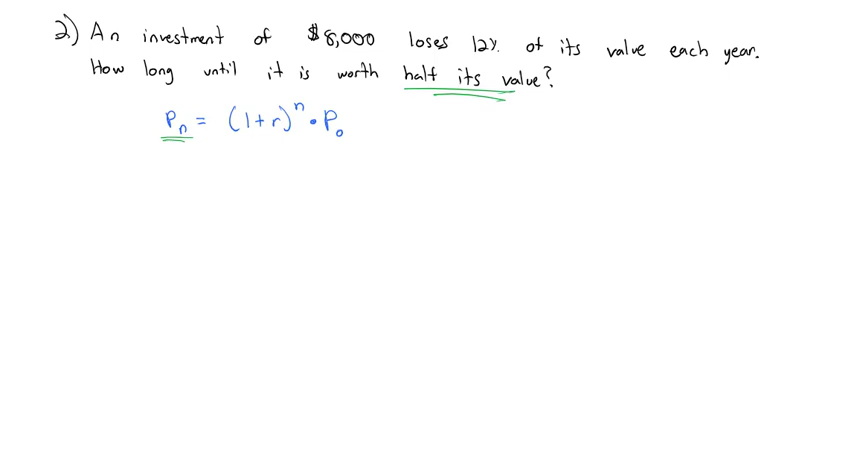 2) An investment of $8,000 loses 12% of its value each year.
How long until it is worth half its value?
Pₙ = (1+r)ⁿ • P₀